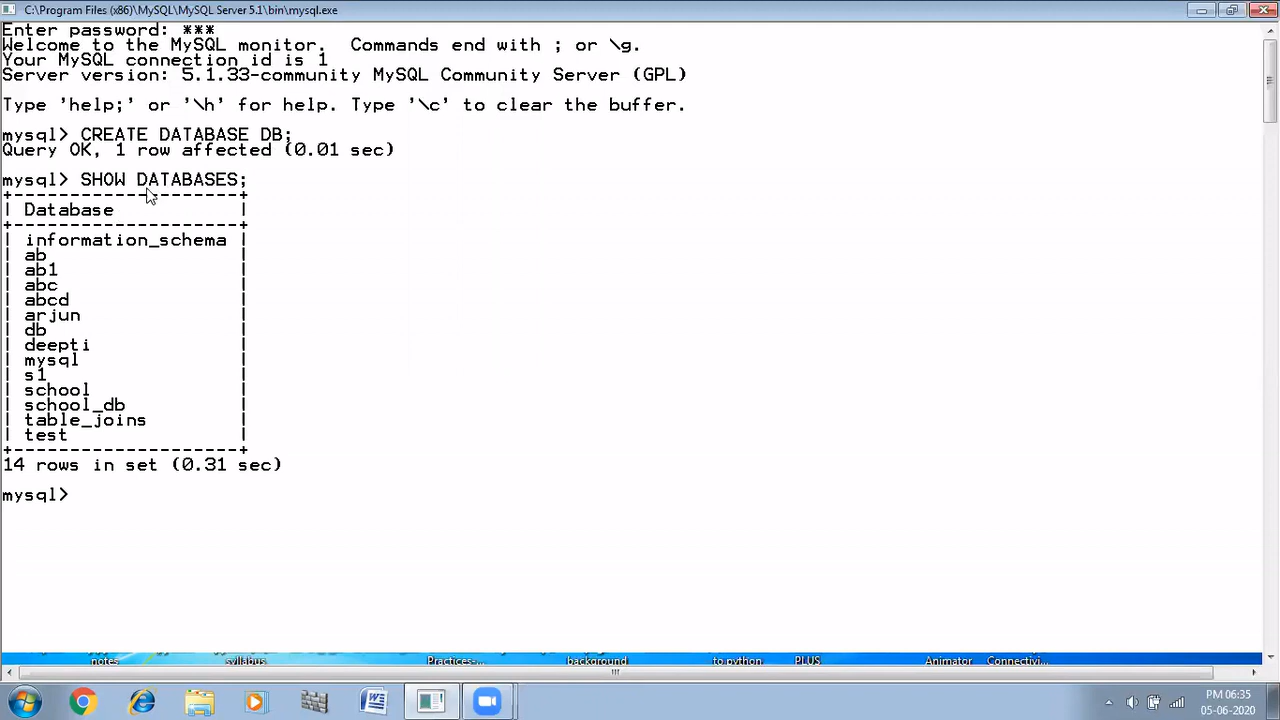 C:\Program Files (x86)\MySQL\MySQL Server 5.1\bin\mysql.exe
Enter password: ***
Welcome to the MySQL monitor.  Commands end with ; or \g.
Your MySQL connection id is 1
Server version: 5.1.33-community MySQL Community Server (GPL)
Type 'help;' or '\h' for help. Type '\c' to clear the buffer.
mysql> CREATE DATABASE DB;
Query OK, 1 row affected (0.01 sec)
mysql> SHOW DATABASES;
+--------------------+
| Database           |
+--------------------+
| information_schema |
| ab                 |
| ab1                |
| abc                |
| abcd               |
| arjun              |
| db                 |
| deepti             |
| mysql              |
| s1                 |
| school             |
| school_db          |
| table_joins        |
| test               |
+--------------------+
14 rows in set (0.31 sec)
mysql>
notes syllabus Practices-... background to python PLUS Animator Connectivi...
PM 06:35
05-06-2020